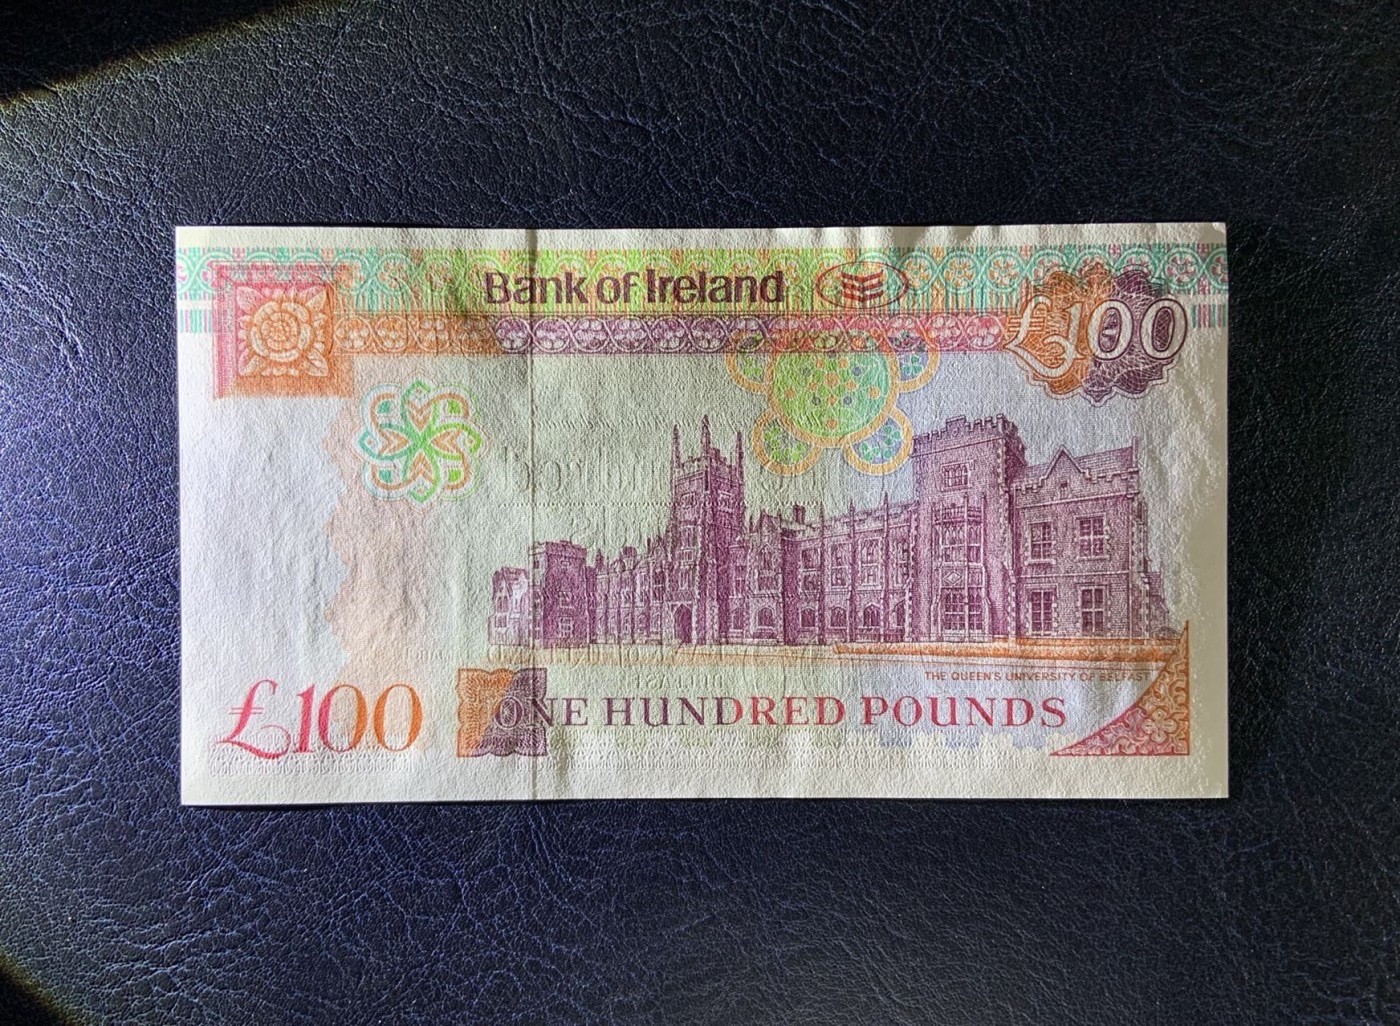 Bank of Ireland
£100
THE QUEEN'S UNIVERSITY OF BELFAST
£100
ONE HUNDRED POUNDS